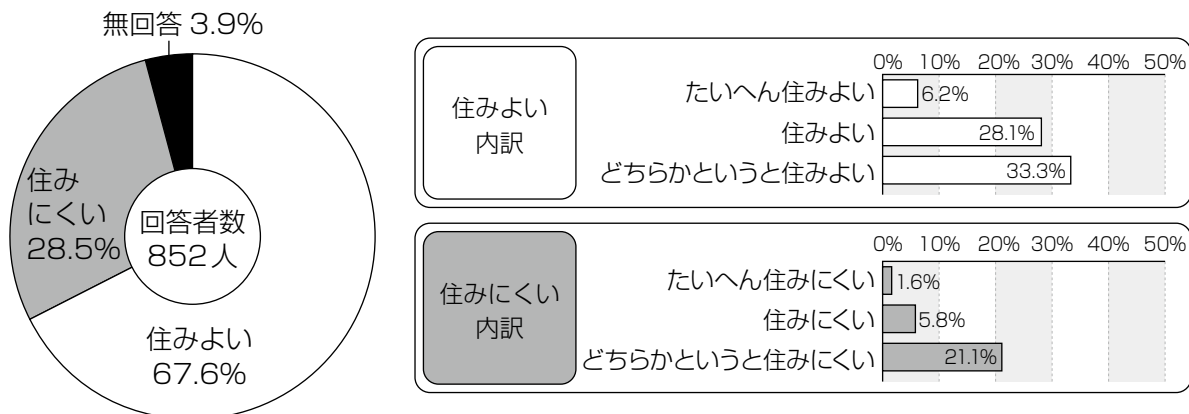 無回答 3.9%
住み
にくい
28.5%
回答者数
852人
住みよい
67.6%
住みよい
内訳
0% 10% 20% 30% 40% 50%
たいへん住みよい 6.2%
住みよい 28.1%
どちらかというと住みよい 33.3%
住みにくい
内訳
0% 10% 20% 30% 40% 50%
たいへん住みにくい 1.6%
住みにくい 5.8%
どちらかというと住みにくい 21.1%